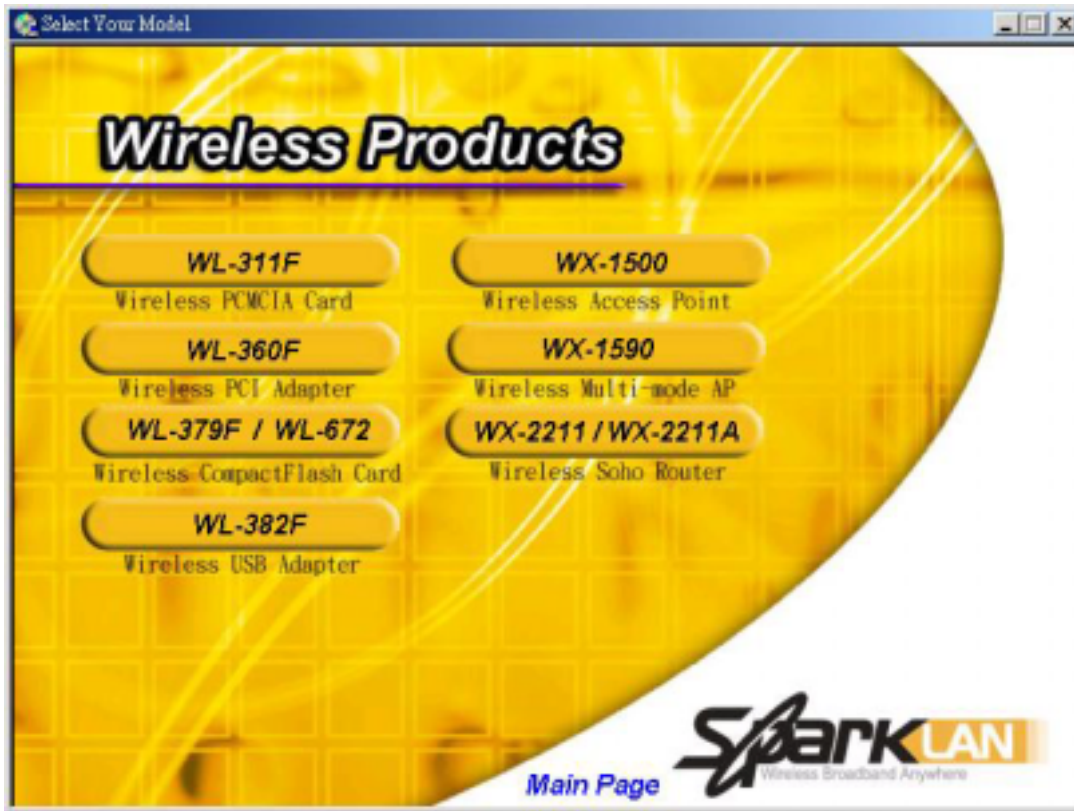 Select Your Model
Wireless Products
WL-311F
Wireless PCMCIA Card
WL-360F
Wireless PCI Adapter
WL-379F / WL-672
Wireless CompactFlash Card
WL-382F
Wireless USB Adapter
WX-1500
Wireless Access Point
WX-1590
Wireless Multi-mode AP
WX-2211 / WX-2211A
Wireless Soho Router
Main Page
SparkLAN
Wireless Broadband Anywhere